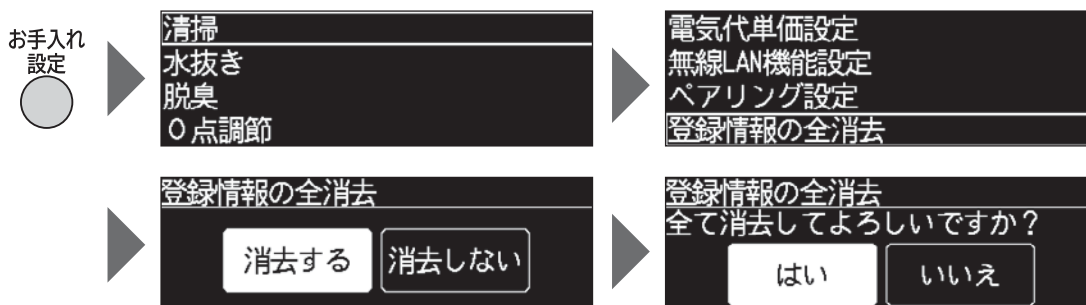 お手入れ
設定
清掃
水抜き
脱臭
０点調節
電気代単価設定
無線LAN機能設定
ペアリング設定
登録情報の全消去
登録情報の全消去
消去する
消去しない
登録情報の全消去
全て消去してよろしいですか？
はい
いいえ